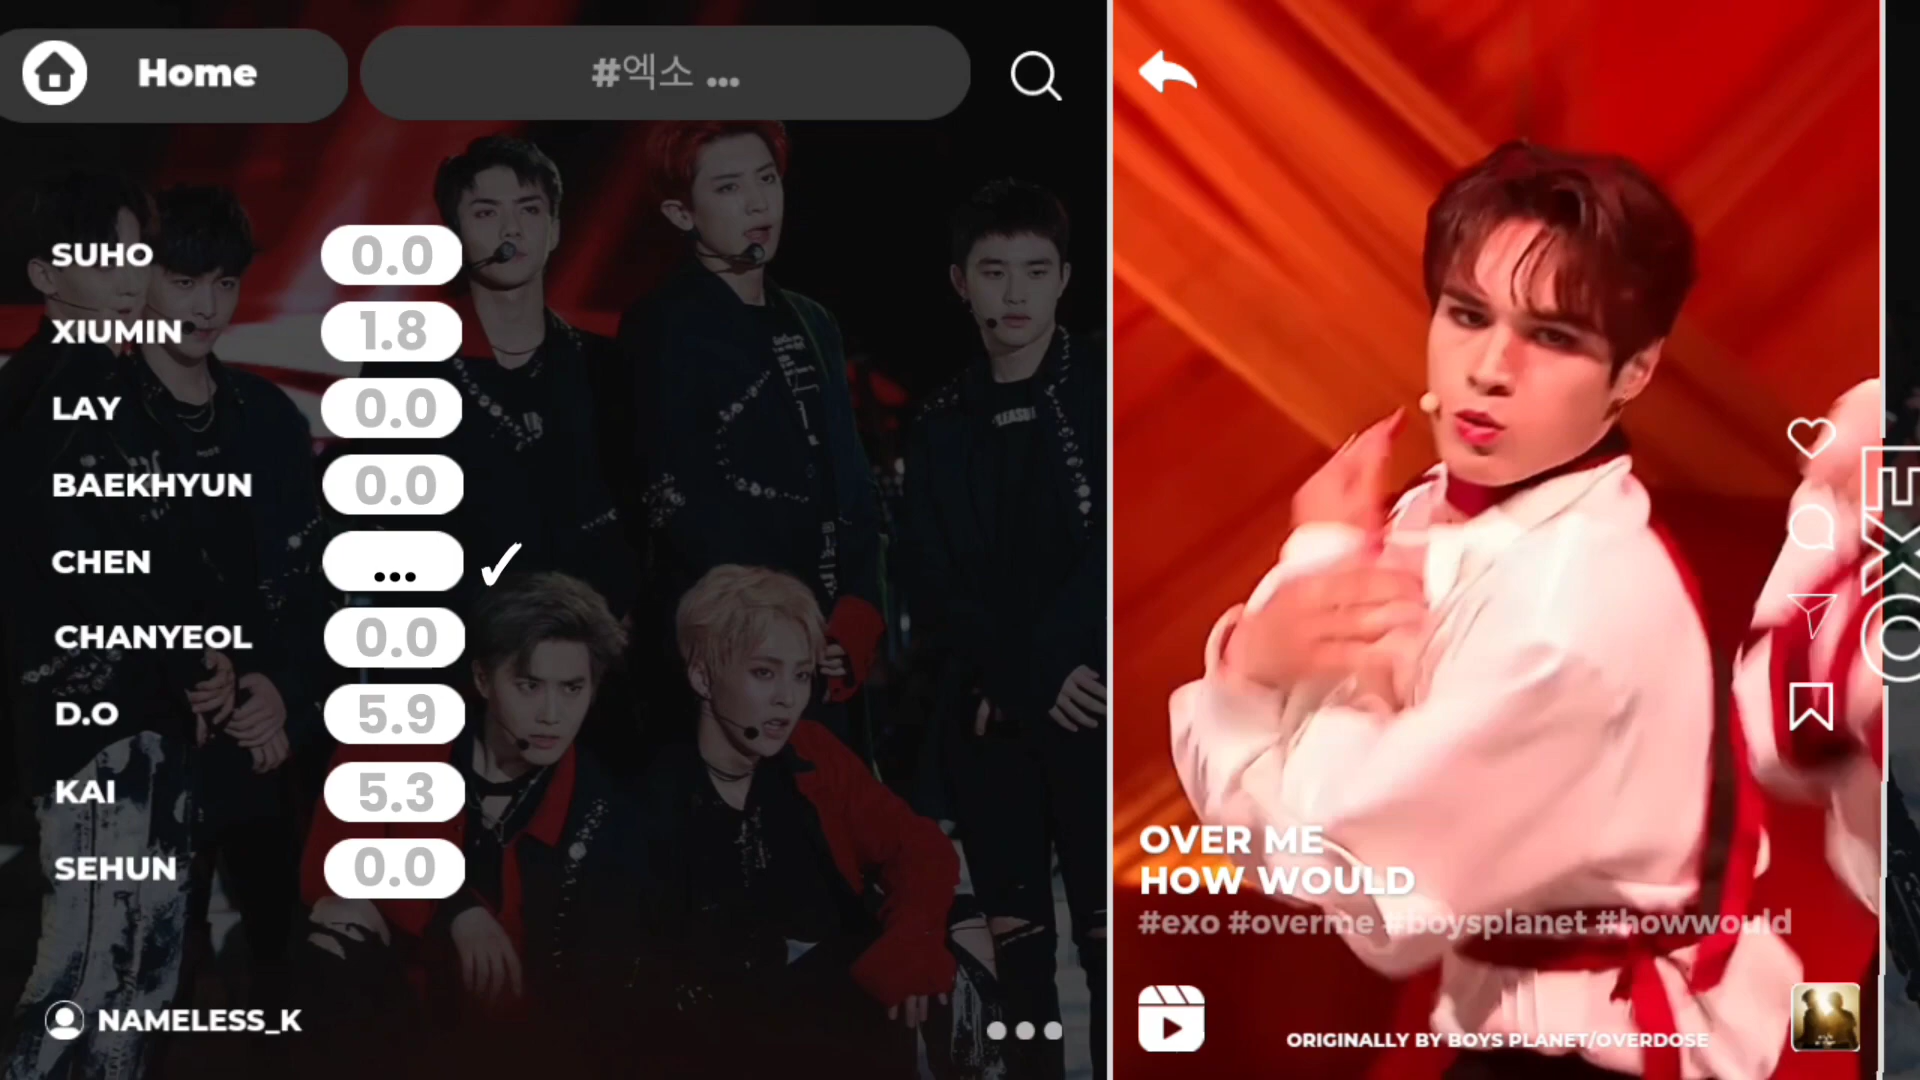 Home
#엑소 ...
SUHO 0.0
XIUMIN 1.8
LAY 0.0
BAEKHYUN 0.0
CHEN ... ✓
CHANYEOL 0.0
D.O 5.9
KAI 5.3
SEHUN 0.0
NAMELESS_K
OVER ME
HOW WOULD
#exo #overme #boysplanet #howwould
ORIGINALLY BY BOYS PLANET/OVERDOSE
EXO